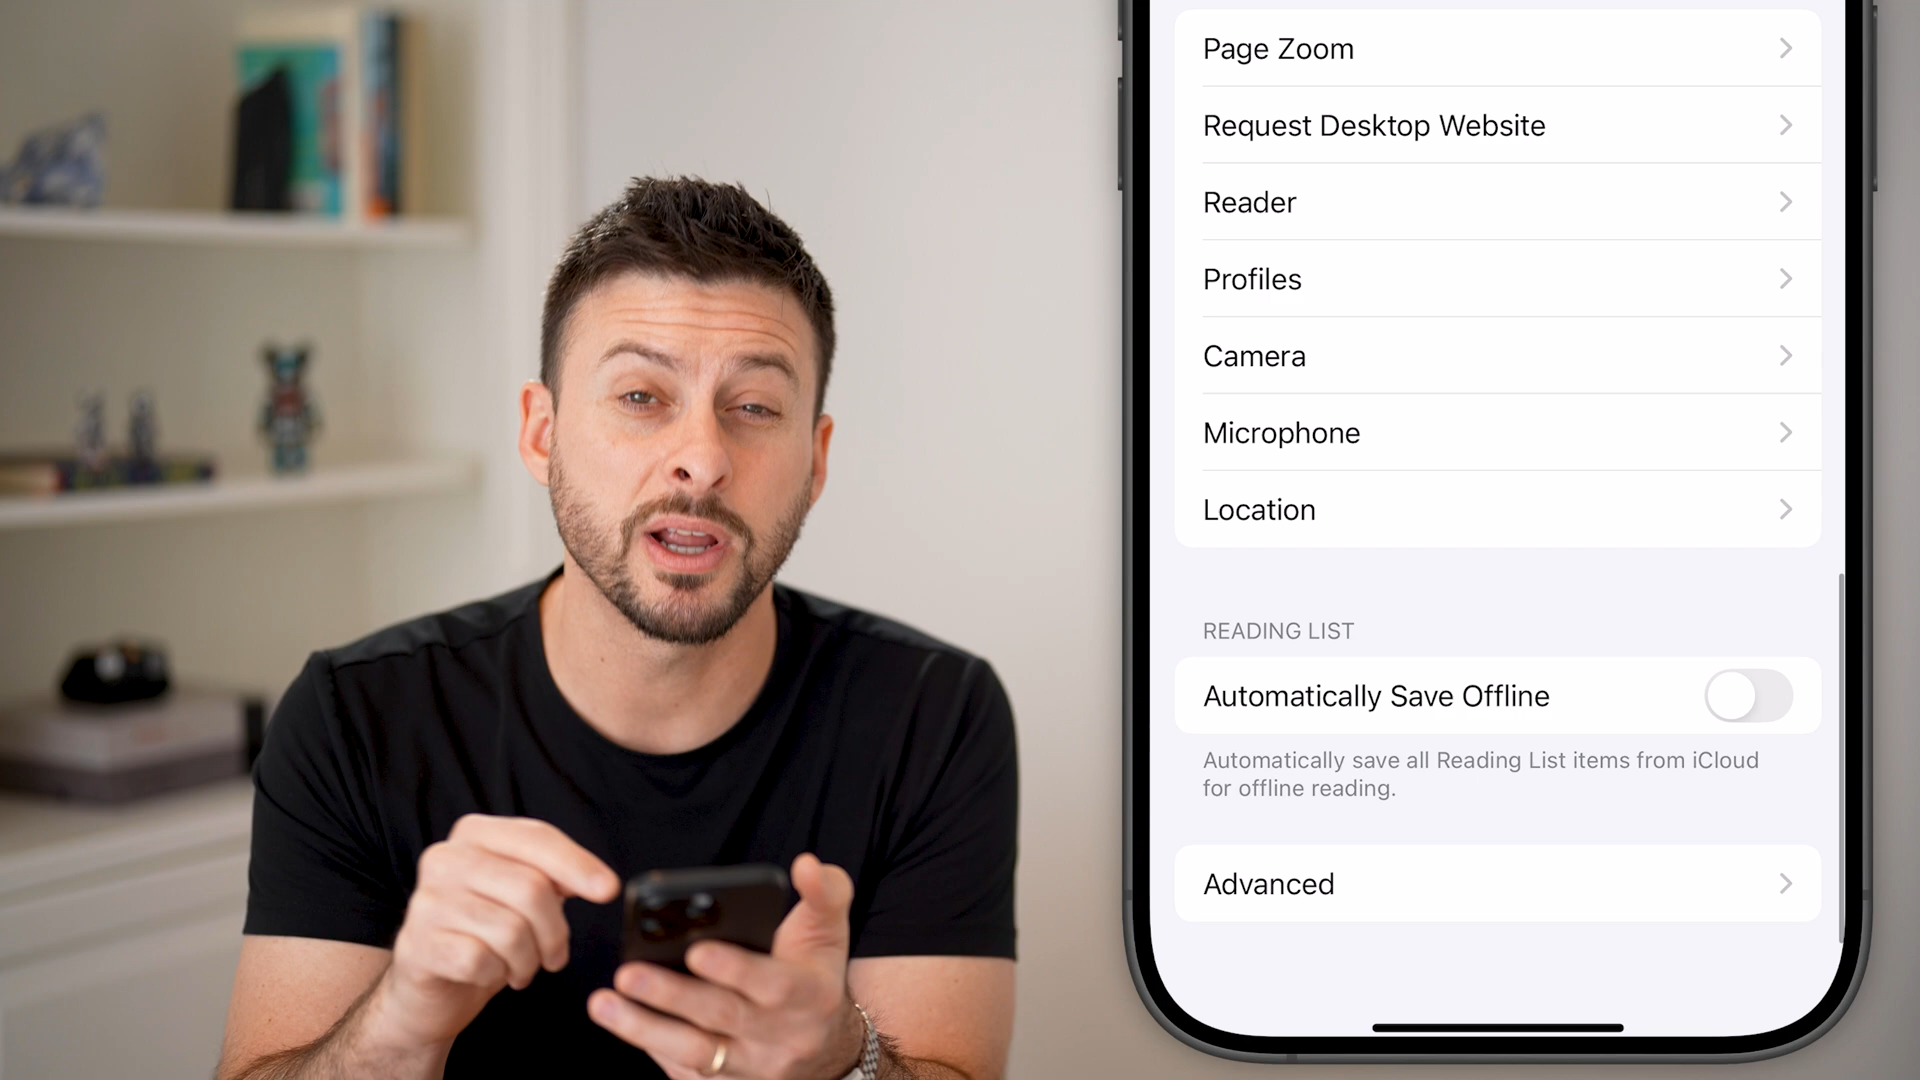 Page Zoom
Request Desktop Website
Reader
Profiles
Camera
Microphone
Location
READING LIST
Automatically Save Offline
Automatically save all Reading List items from iCloud
for offline reading.
Advanced